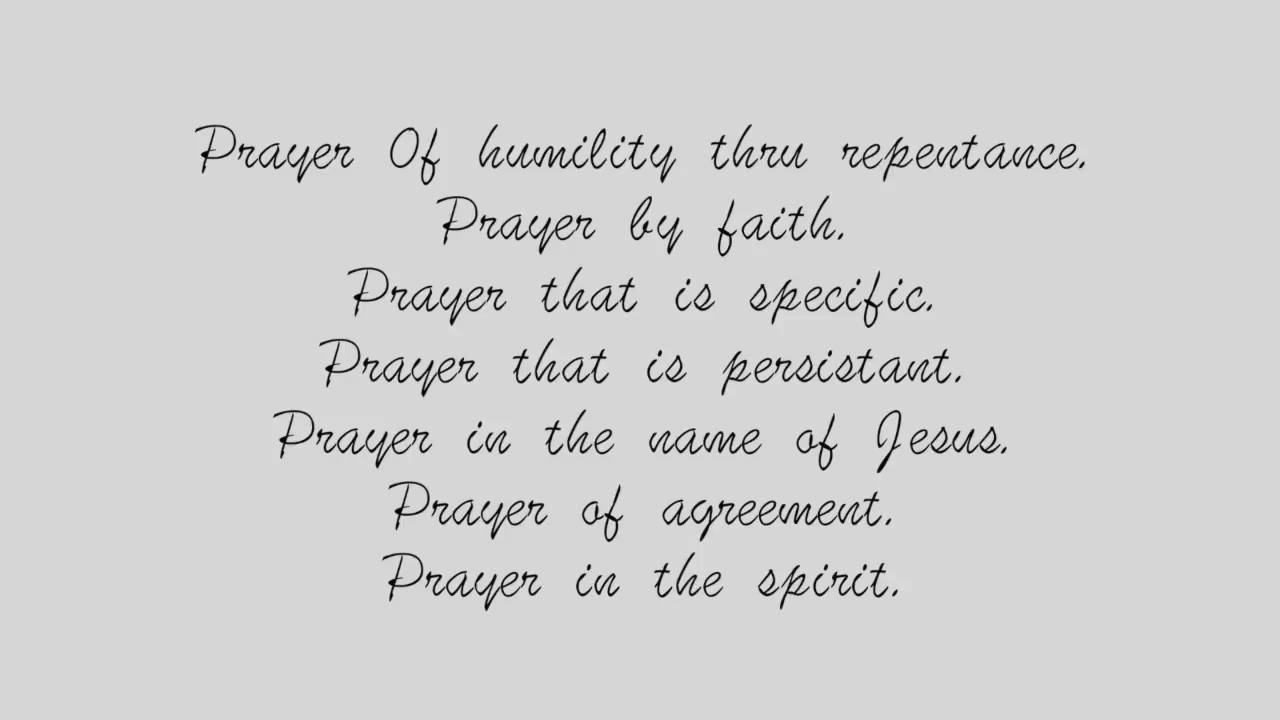 Prayer Of humility thru repentance.
Prayer by faith.
Prayer that is specific.
Prayer that is persistant.
Prayer in the name of Jesus.
Prayer of agreement.
Prayer in the spirit.